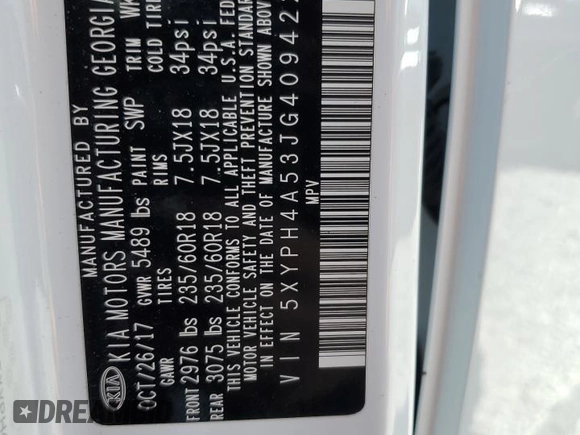 MANUFACTURED BY
KIA KIA MOTORS MANUFACTURING GEORGIA
OCT/26/17 GVWR 5489 lbs PAINT SWP TRIM WK
GAWR TIRES RIMS COLD TIRE
FRONT 2976 lbs 235/60R18 7.5JX18 34psi
REAR 3075 lbs 235/60R18 7.5JX18 34psi
THIS VEHICLE CONFORMS TO ALL APPLICABLE U.S.A. FED
MOTOR VEHICLE SAFETY AND THEFT PREVENTION STANDAR
IN EFFECT ON THE DATE OF MANUFACTURE SHOWN ABOV
VIN 5XYPH4A53JG40942
MPV